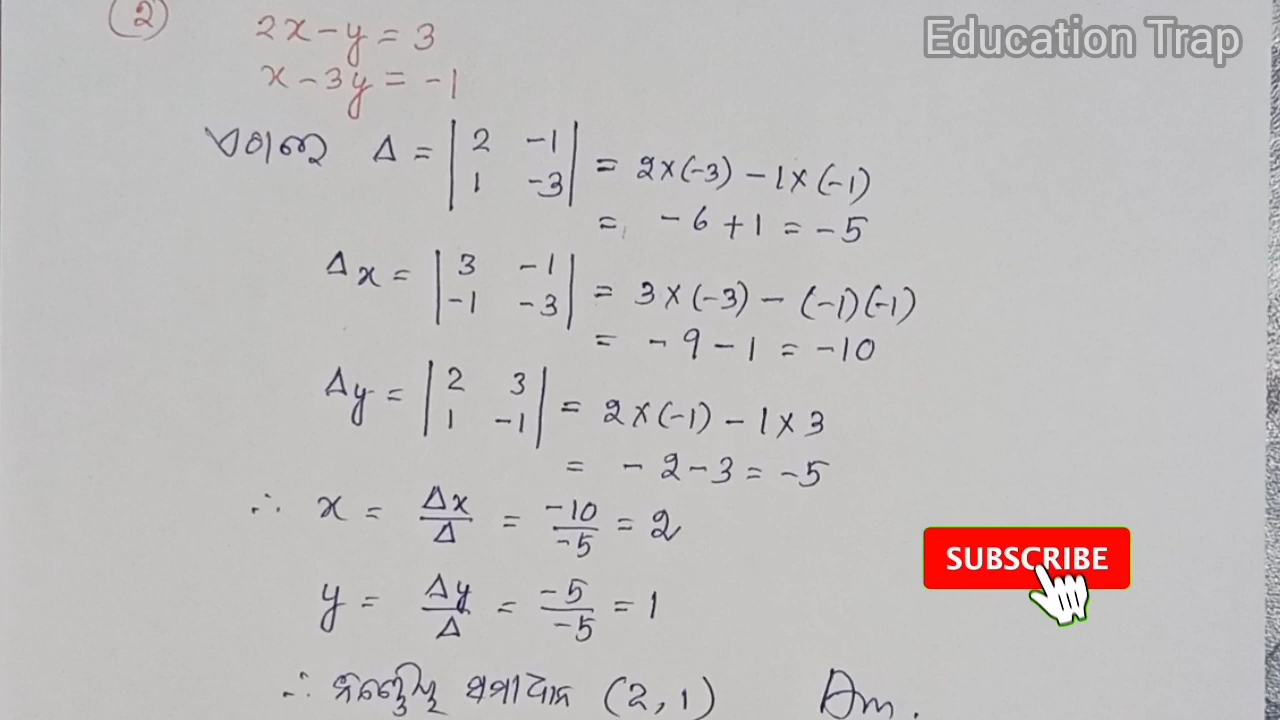 Education Trap
② 2x - y = 3
x - 3y = -1
ଏଠାରେ Δ = | 2 -1 | = 2×(-3) - 1×(-1)
| 1 -3 |
= -6 + 1 = -5
Δx = | 3 -1 | = 3×(-3) - (-1)(-1)
| -1 -3 |
= -9 - 1 = -10
Δy = | 2 3 | = 2×(-1) - 1×3
| 1 -1 |
= -2 - 3 = -5
∴ x = Δx/Δ = -10/-5 = 2
SUBSCRIBE
y = Δy/Δ = -5/-5 = 1
∴ ସମାଧାନ (2, 1) Ans.